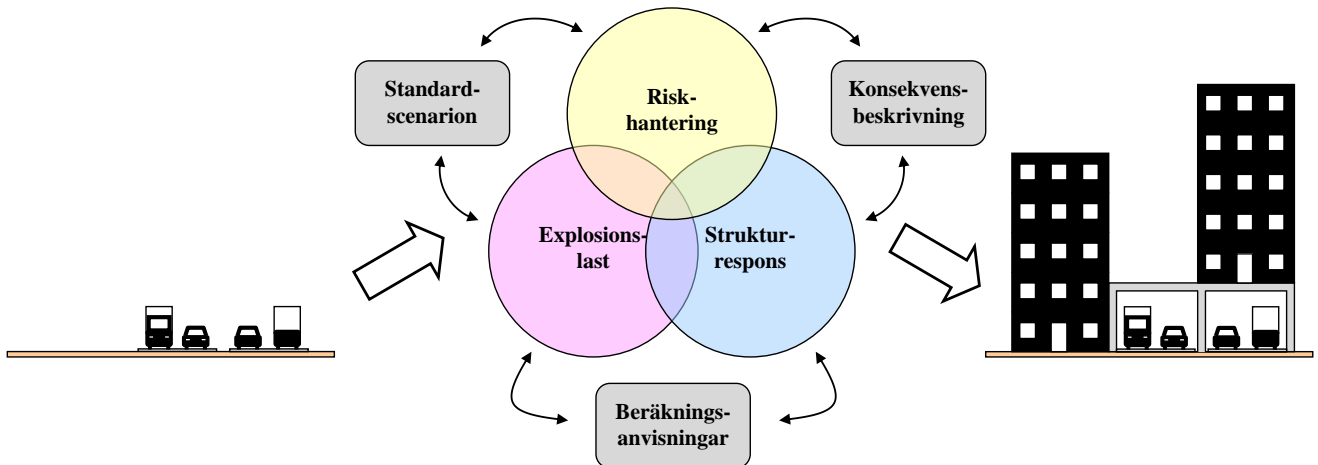 Standard-
scenarion
Risk-
hantering
Konsekvens-
beskrivning
Explosions-
last
Struktur-
respons
Beräknings-
anvisningar